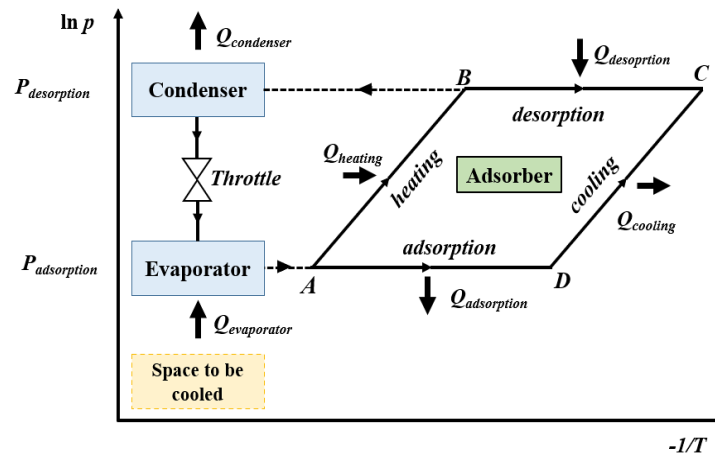 ln p
Q_condenser
Q_desoprtion
C
B
P_desorption
Condenser
desorption
Q_heating
Throttle
heating
Adsorber
cooling
Q_cooling
adsorption
P_adsorption
Evaporator
A
D
Q_adsorption
Q_evaporator
Space to be
cooled
-1/T